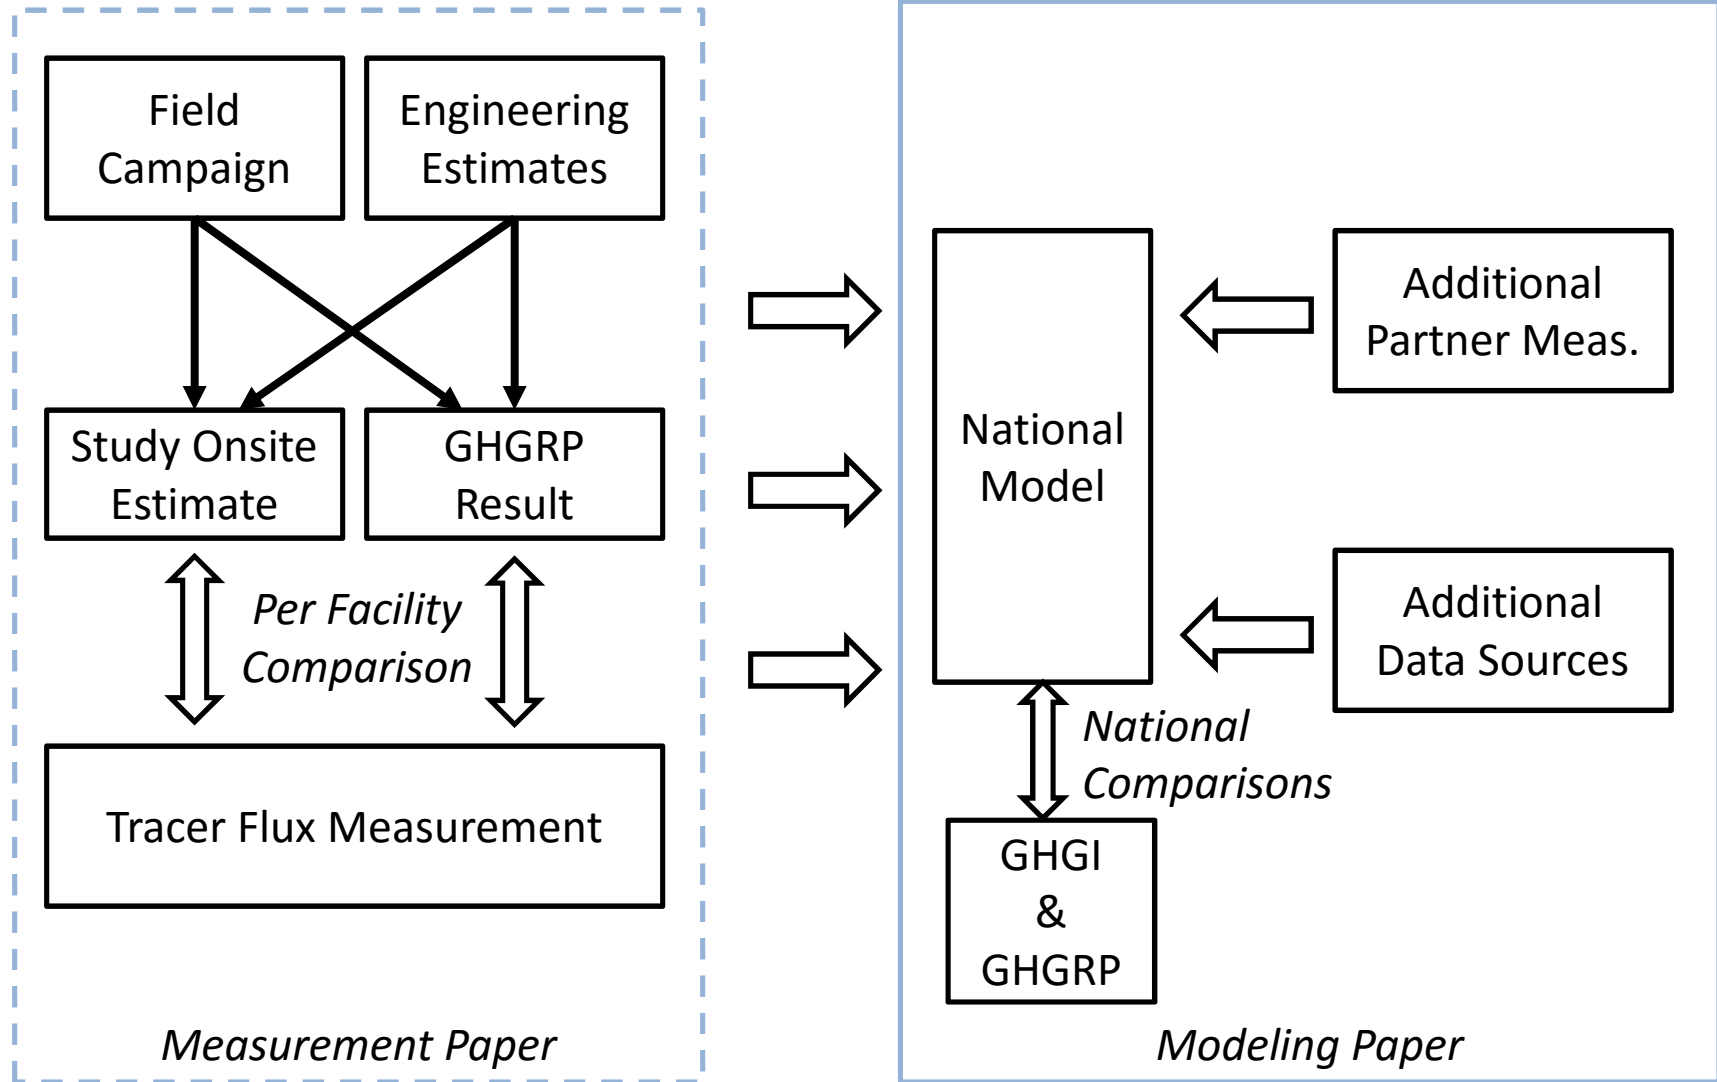 Field
Campaign
Engineering
Estimates
Study Onsite
Estimate
GHGRP
Result
Per Facility
Comparison
Tracer Flux Measurement
Measurement Paper
National
Model
Additional
Partner Meas.
Additional
Data Sources
National
Comparisons
GHGI
&
GHGRP
Modeling Paper